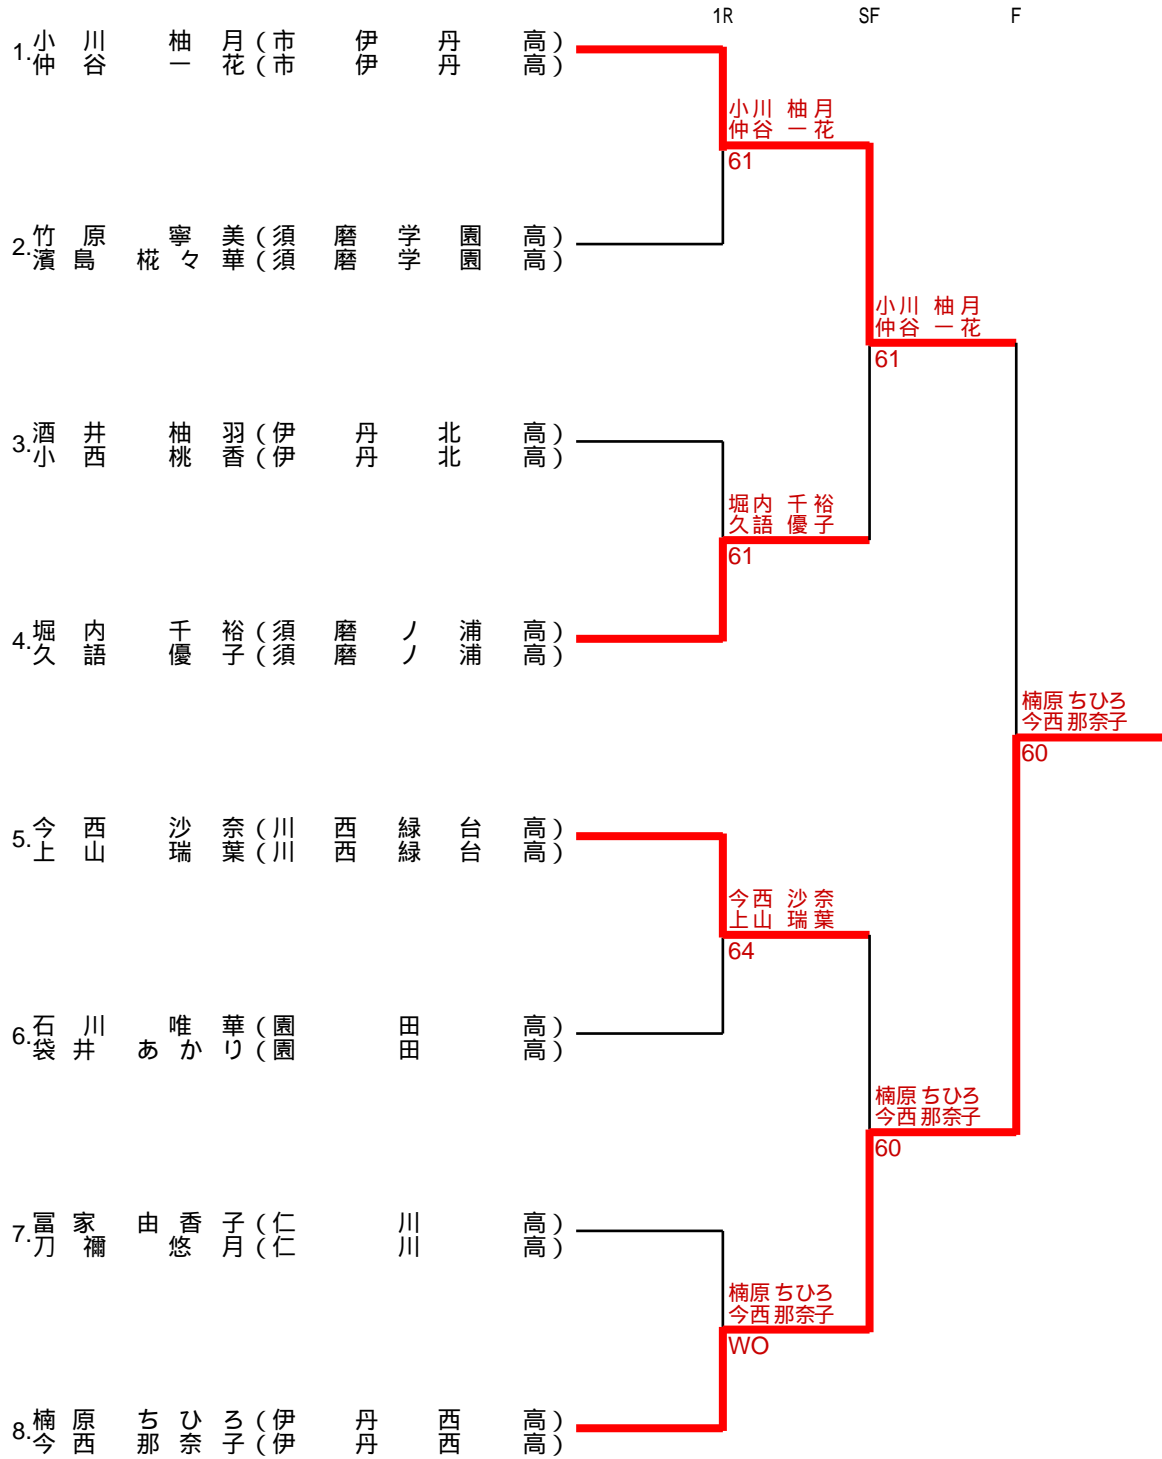 1R SF F
1. 小川 柚月(市伊丹高)
仲谷 一花(市伊丹高)
小川 柚月
仲谷 一花
61
2. 竹原 寧美(須磨学園高)
濱島 椛々華(須磨学園高)
小川 柚月
仲谷 一花
61
3. 酒井 柚羽(伊丹北高)
小西 桃香(伊丹北高)
堀内 千裕
久語 優子
61
4. 堀内 千裕(須磨ノ浦高)
久語 優子(須磨ノ浦高)
楠原 ちひろ
今西 那奈子
60
5. 今西 沙奈(川西緑台高)
上山 瑞葉(川西緑台高)
今西 沙奈
上山 瑞葉
64
6. 石川 唯華(園田高)
袋井 あかり(園田高)
楠原 ちひろ
今西 那奈子
60
7. 冨家 由香子(仁川高)
刀禰 悠月(仁川高)
楠原 ちひろ
今西 那奈子
WO
8. 楠原 ちひろ(伊丹西高)
今西 那奈子(伊丹西高)